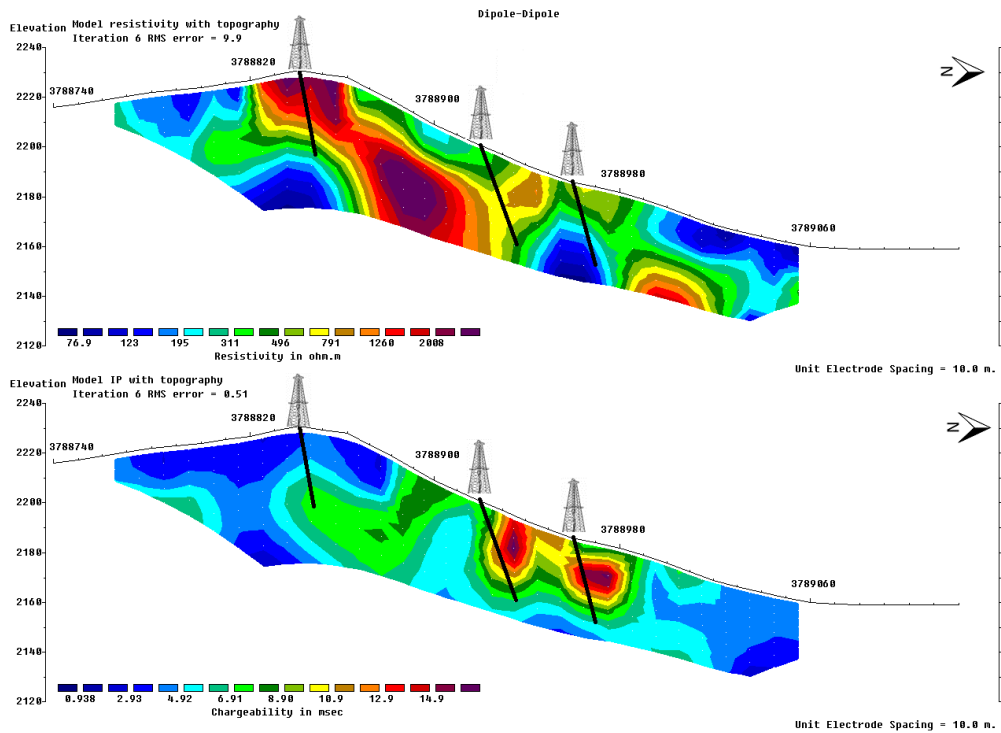 Dipole-Dipole
Elevation
Model resistivity with topography
Iteration 6 RMS error = 9.9
2240
2220
2200
2180
2160
2140
2120
3788740
3788820
3788900
3788980
3789060
N
76.9 123 195 311 496 791 1260 2008
Resistivity in ohm.m
Unit Electrode Spacing = 10.0 m.
Elevation
Model IP with topography
Iteration 6 RMS error = 0.51
2240
2220
2200
2180
2160
2140
2120
3788740
3788820
3788900
3788980
3789060
N
0.938 2.93 4.92 6.91 8.90 10.9 12.9 14.9
Chargeability in msec
Unit Electrode Spacing = 10.0 m.